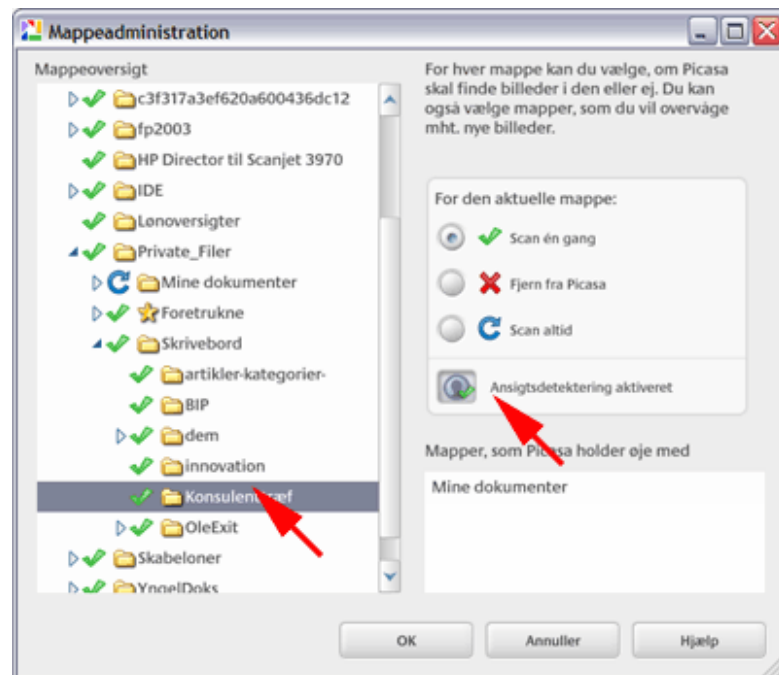 Mappeadministration
Mappeoversigt
c3f317a3ef620a600436dc12
fp2003
HP Director til Scanjet 3970
IDE
Lønoversigter
Private_Filer
Mine dokumenter
Foretrukne
Skrivebord
artikler-kategorier-
BIP
dem
innovation
OleExit
Skabeloner
YngelDoks
For hver mappe kan du vælge, om Picasa
skal finde billeder i den eller ej. Du kan
også vælge mapper, som du vil overvåge
mht. nye billeder.
For den aktuelle mappe:
Scan én gang
Fjern fra Picasa
Scan altid
Ansigtsdetektering aktiveret
Mapper, som Picasa holder øje med
Mine dokumenter
OK
Annuller
Hjælp